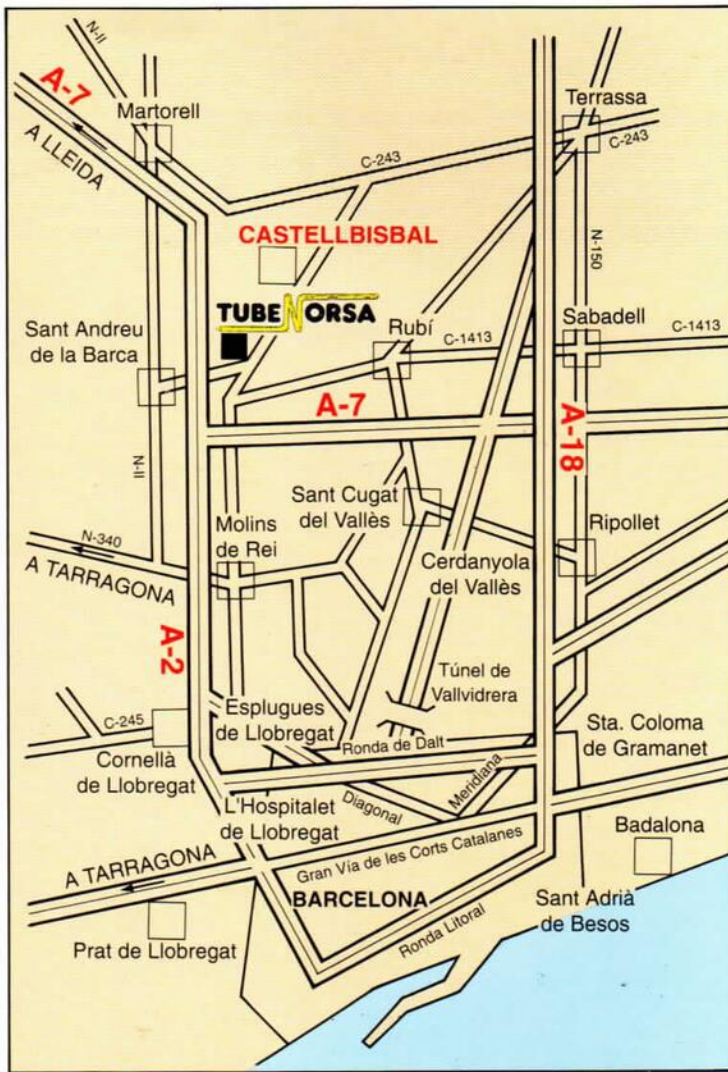 N-II
A-7
Martorell
Terrassa
A LLEIDA
C-243
C-243
CASTELLBISBAL
N-150
TUBENORSA
Sant Andreu
de la Barca
Rubí
C-1413
Sabadell
C-1413
A-7
A-18
N-II
Sant Cugat
del Vallès
Molins
de Rei
Ripollet
N-340
A TARRAGONA
Cerdanyola
del Vallès
A-2
Túnel de
Vallvidrera
Esplugues
de Llobregat
C-245
Cornellà
de Llobregat
Ronda de Dalt
Sta. Coloma
de Gramanet
Meridiana
Diagonal
L'Hospitalet
de Llobregat
Badalona
Gran Vía de les Corts Catalanes
A TARRAGONA
BARCELONA
Sant Adrià
de Besos
Ronda Litoral
Prat de Llobregat